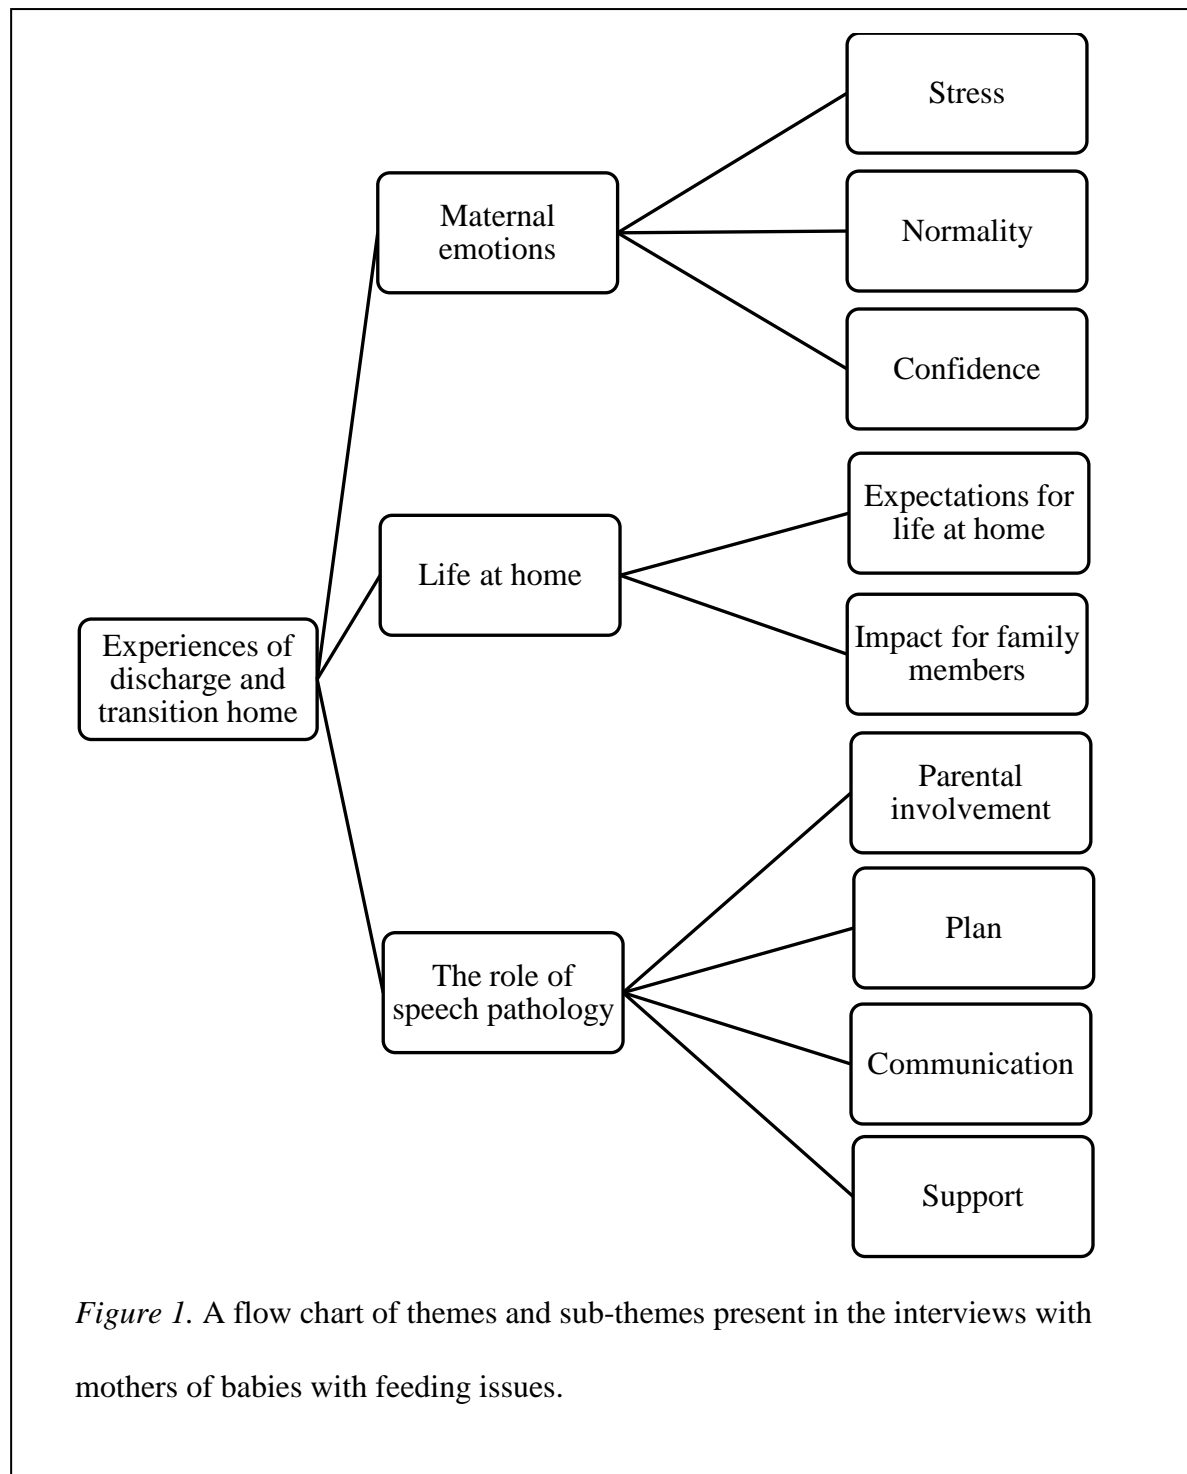 Stress
Maternal
emotions
Normality
Confidence
Expectations for
life at home
Life at home
Impact for family
members
Experiences of
discharge and
transition home
Parental
involvement
The role of
speech pathology
Plan
Communication
Support
Figure 1. A flow chart of themes and sub-themes present in the interviews with
mothers of babies with feeding issues.